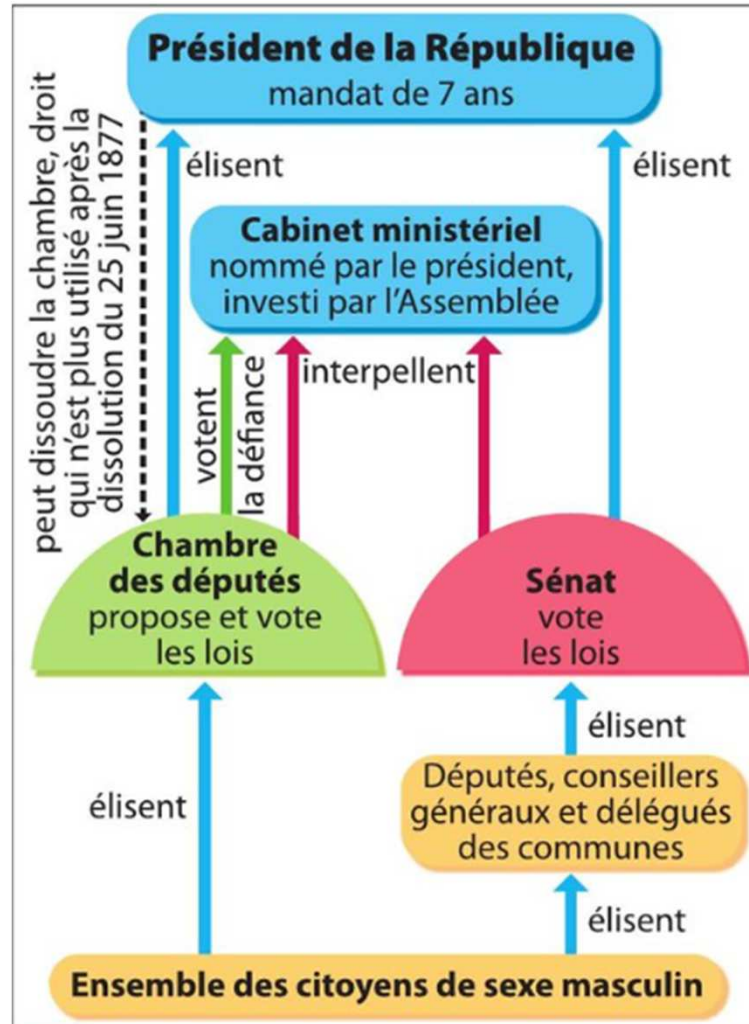 Président de la République
mandat de 7 ans
peut dissoudre la chambre, droit
qui n'est plus utilisé après la
dissolution du 25 juin 1877
élisent
élisent
Cabinet ministériel
nommé par le président,
investi par l'Assemblée
votent
la défiance
interpellent
Chambre
des députés
propose et vote
les lois
Sénat
vote
les lois
élisent
élisent
Députés, conseillers
généraux et délégués
des communes
élisent
Ensemble des citoyens de sexe masculin